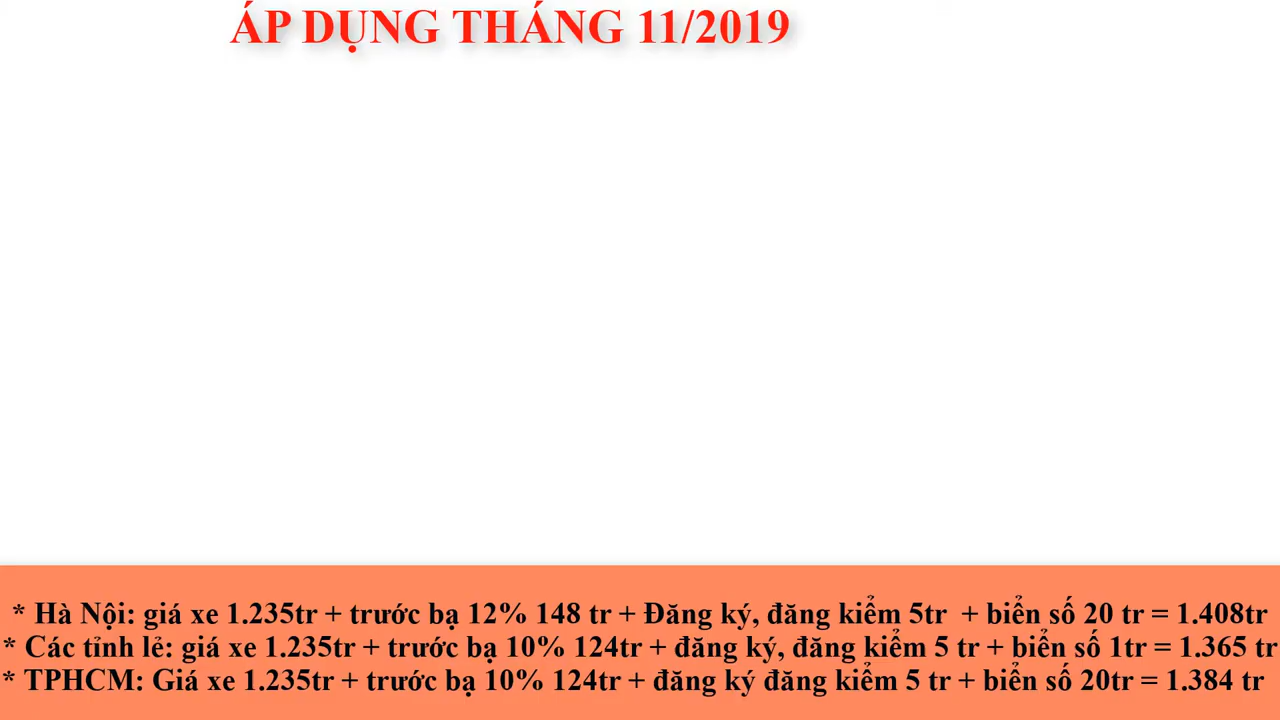 ÁP DỤNG THÁNG 11/2019
* Hà Nội: giá xe 1.235tr + trước bạ 12% 148 tr + Đăng ký, đăng kiểm 5tr + biển số 20 tr = 1.408tr
* Các tỉnh lẻ: giá xe 1.235tr + trước bạ 10% 124tr + đăng ký, đăng kiểm 5 tr + biển số 1tr = 1.365 tr
* TPHCM: Giá xe 1.235tr + trước bạ 10% 124tr + đăng ký đăng kiểm 5 tr + biển số 20tr = 1.384 tr